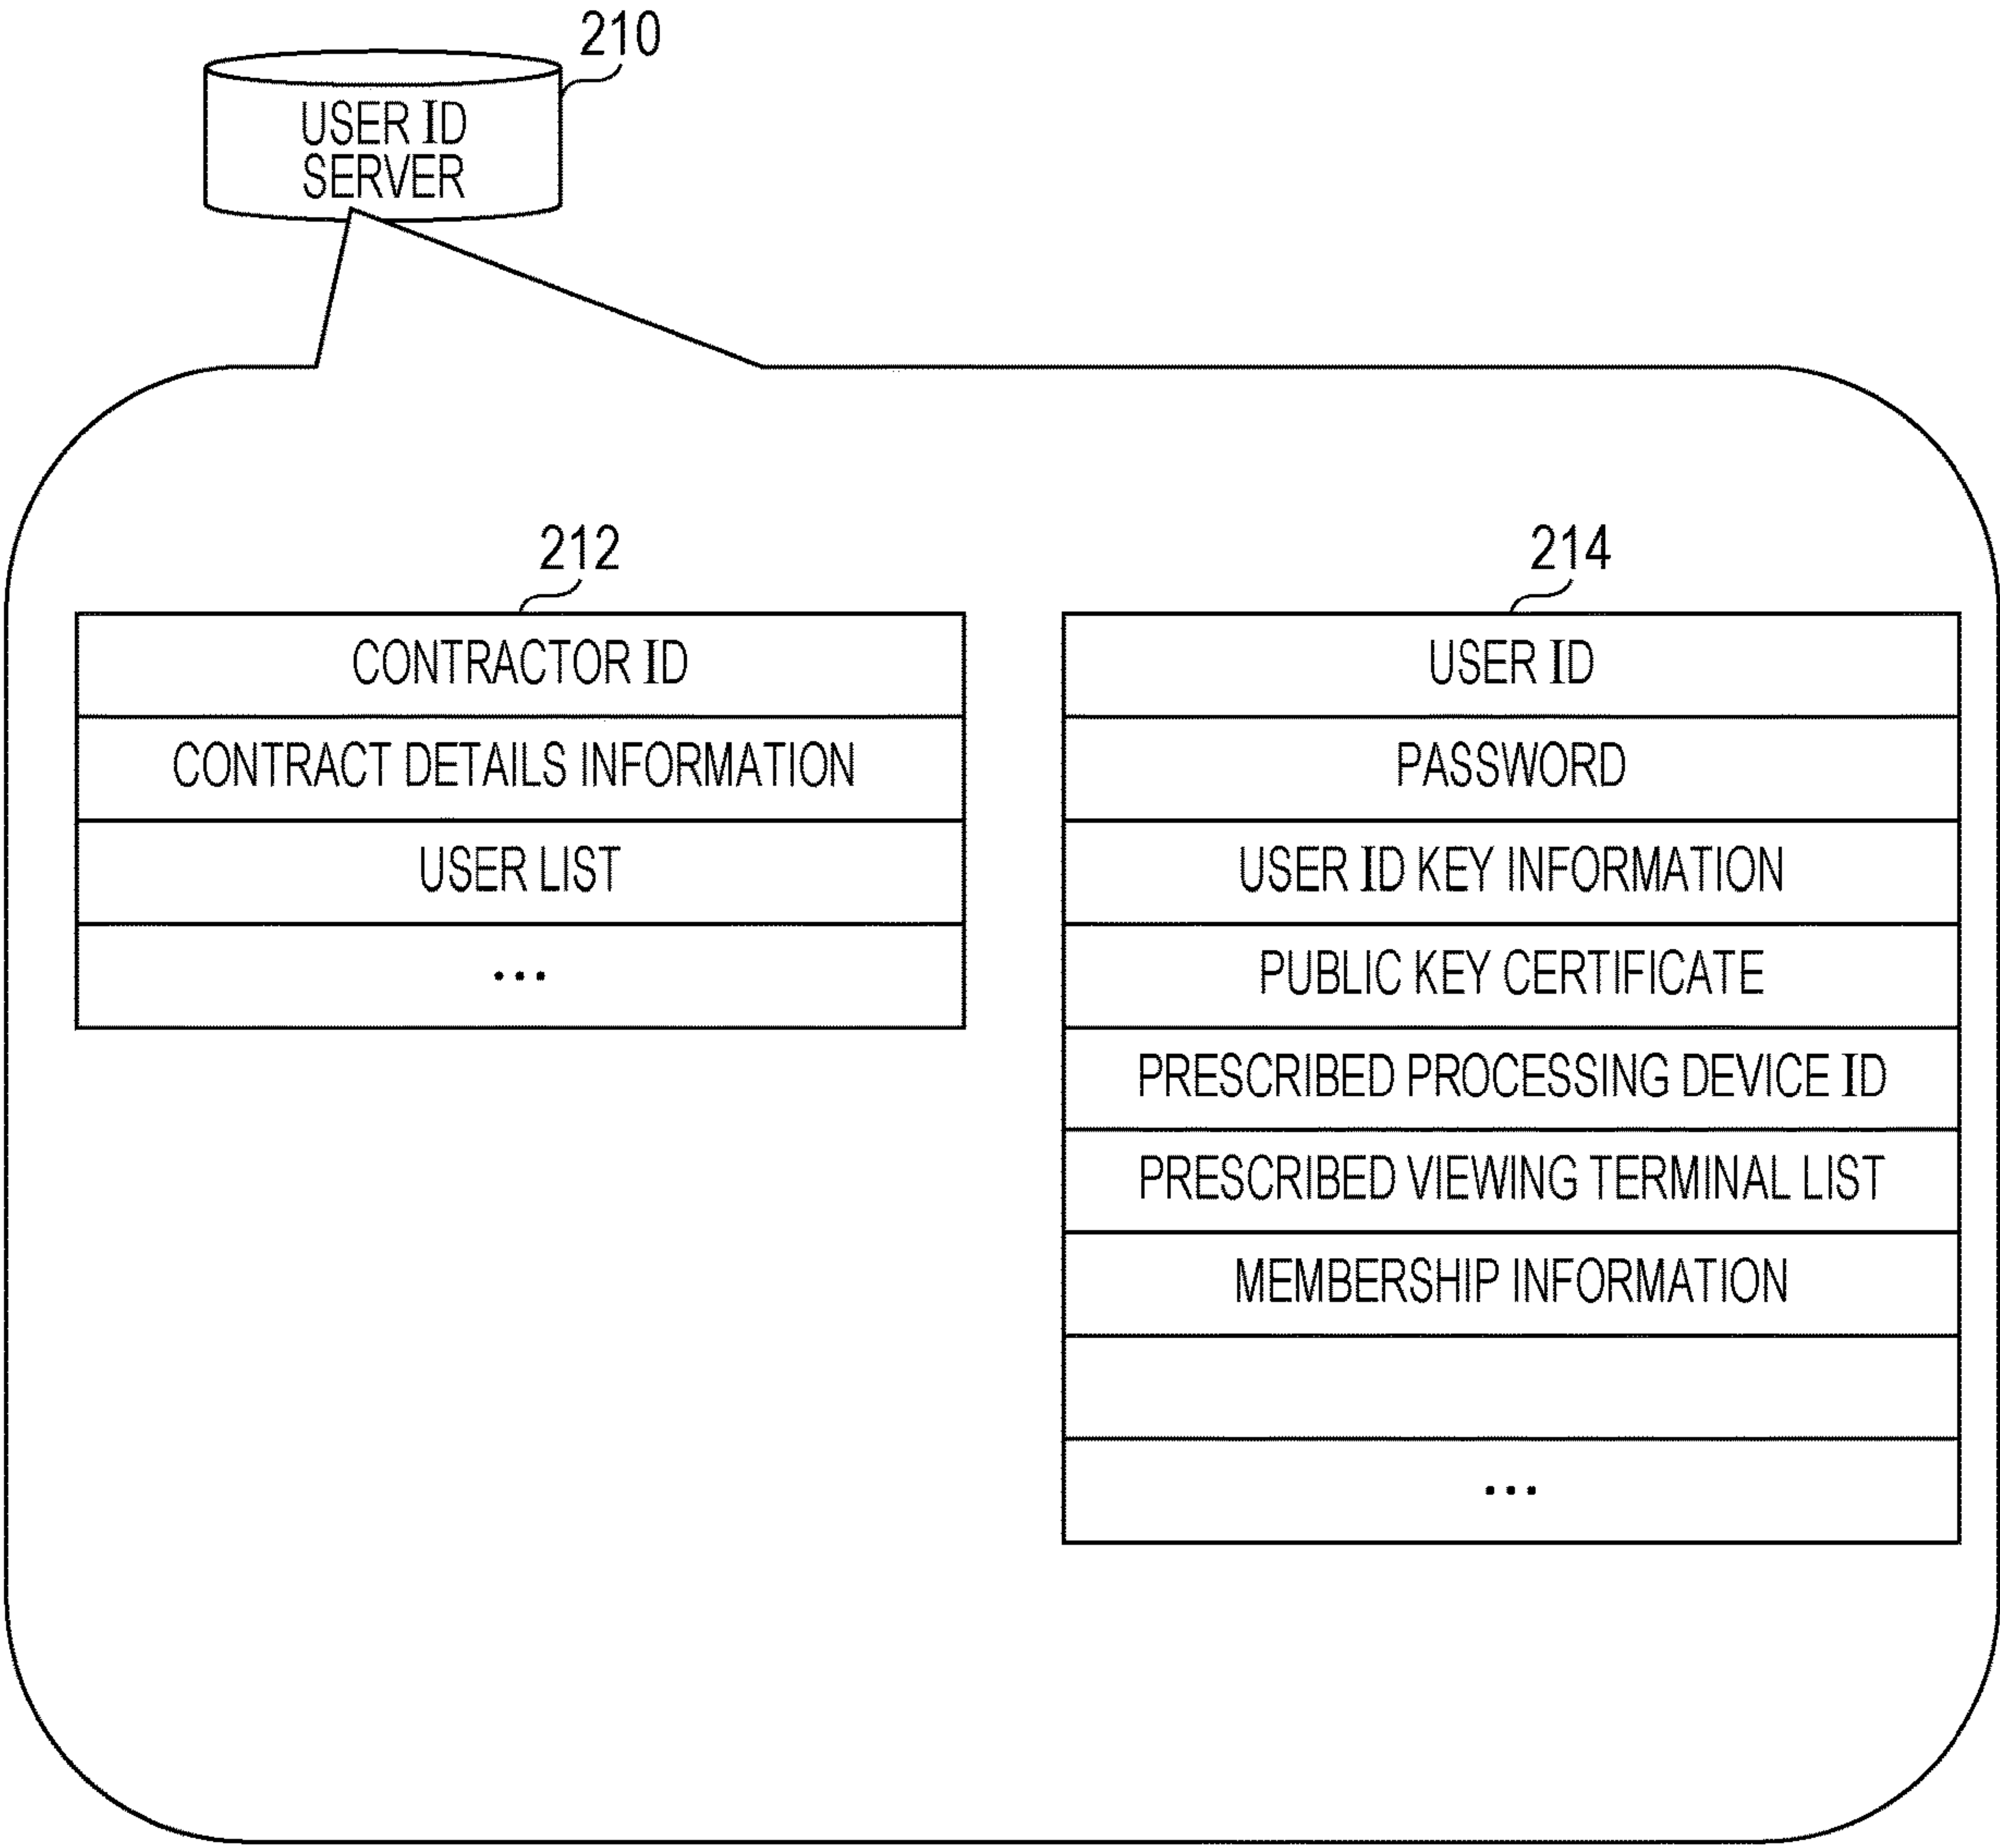 210
USER ID
SERVER
212
CONTRACTOR ID
CONTRACT DETAILS INFORMATION
USER LIST
...
214
USER ID
PASSWORD
USER ID KEY INFORMATION
PUBLIC KEY CERTIFICATE
PRESCRIBED PROCESSING DEVICE ID
PRESCRIBED VIEWING TERMINAL LIST
MEMBERSHIP INFORMATION
...